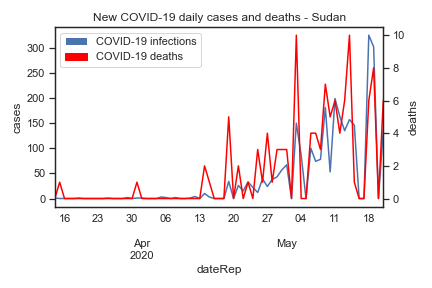 New COVID-19 daily cases and deaths - Sudan
COVID-19 infections
COVID-19 deaths
300
250
200
150
100
50
0
cases
10
8
6
4
2
0
deaths
16 23 30 06 13 20 27 04 11 18
Apr May
2020
dateRep